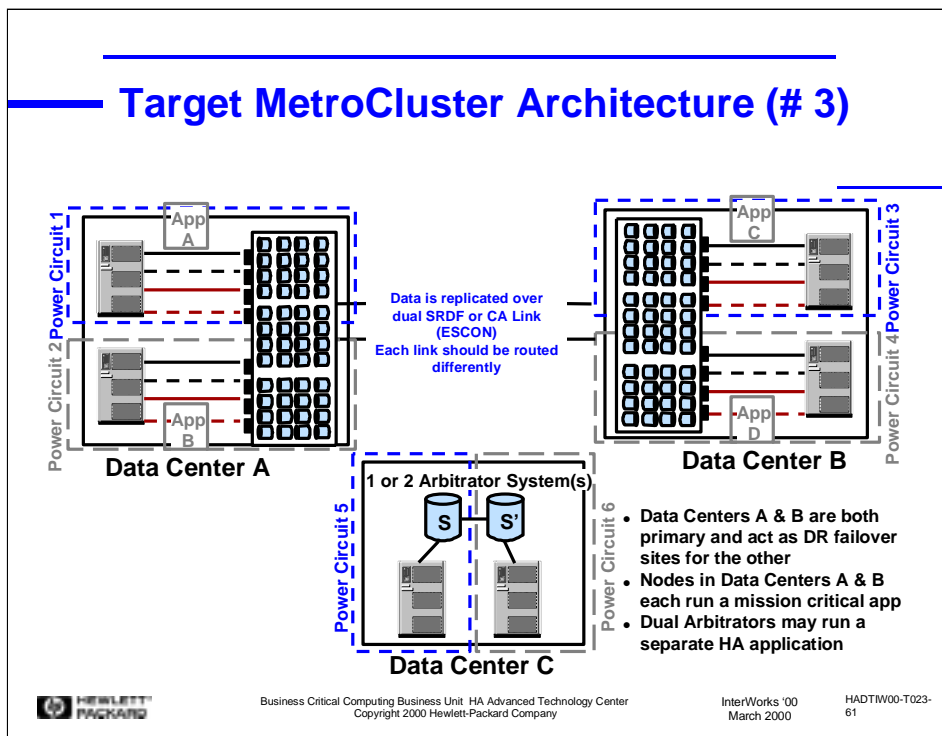 Target MetroCluster Architecture (# 3)
Power Circuit 1
App
A
Power Circuit 2
App
B
Data Center A
Data is replicated over
dual SRDF or CA Link
(ESCON)
Each link should be routed
differently
App
C
Power Circuit 3
App
D
Power Circuit 4
Data Center B
1 or 2 Arbitrator System(s)
Power Circuit 5
S
S'
Power Circuit 6
Data Center C
• Data Centers A & B are both
primary and act as DR failover
sites for the other
• Nodes in Data Centers A & B
each run a mission critical app
• Dual Arbitrators may run a
separate HA application
hp HEWLETT®
PACKARD
Business Critical Computing Business Unit HA Advanced Technology Center
Copyright 2000 Hewlett-Packard Company
InterWorks '00
March 2000
HADTIW00-T023-
61